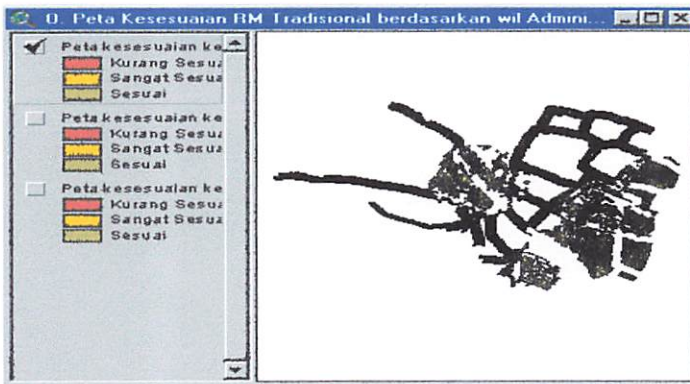 0. Peta Kesesuaian RM Tradisional berdasarkan wil Admini...
Peta kesesuaian ke
Kurang Sesua
Sangat Sesua
Sesuai
Peta kesesuaian ke
Kurang Sesua
Sangat Sesua
Sesuai
Peta kesesuaian ke
Kurang Sesua
Sangat Sesua
Sesuai